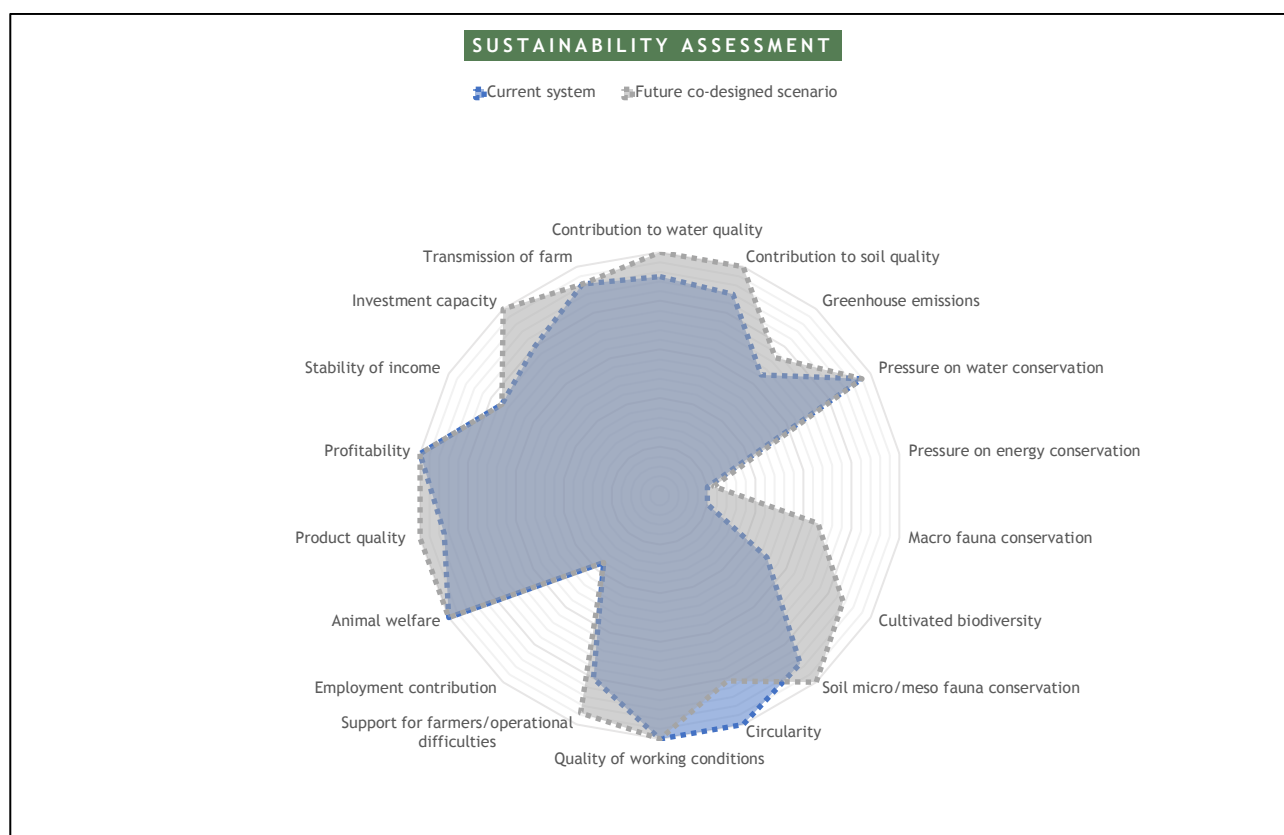 SUSTAINABILITY ASSESSMENT
Current system
Future co-designed scenario
Contribution to water quality
Contribution to soil quality
Greenhouse emissions
Pressure on water conservation
Pressure on energy conservation
Macro fauna conservation
Cultivated biodiversity
Soil micro/meso fauna conservation
Circularity
Quality of working conditions
Support for farmers/operational
difficulties
Employment contribution
Animal welfare
Product quality
Profitability
Stability of income
Investment capacity
Transmission of farm